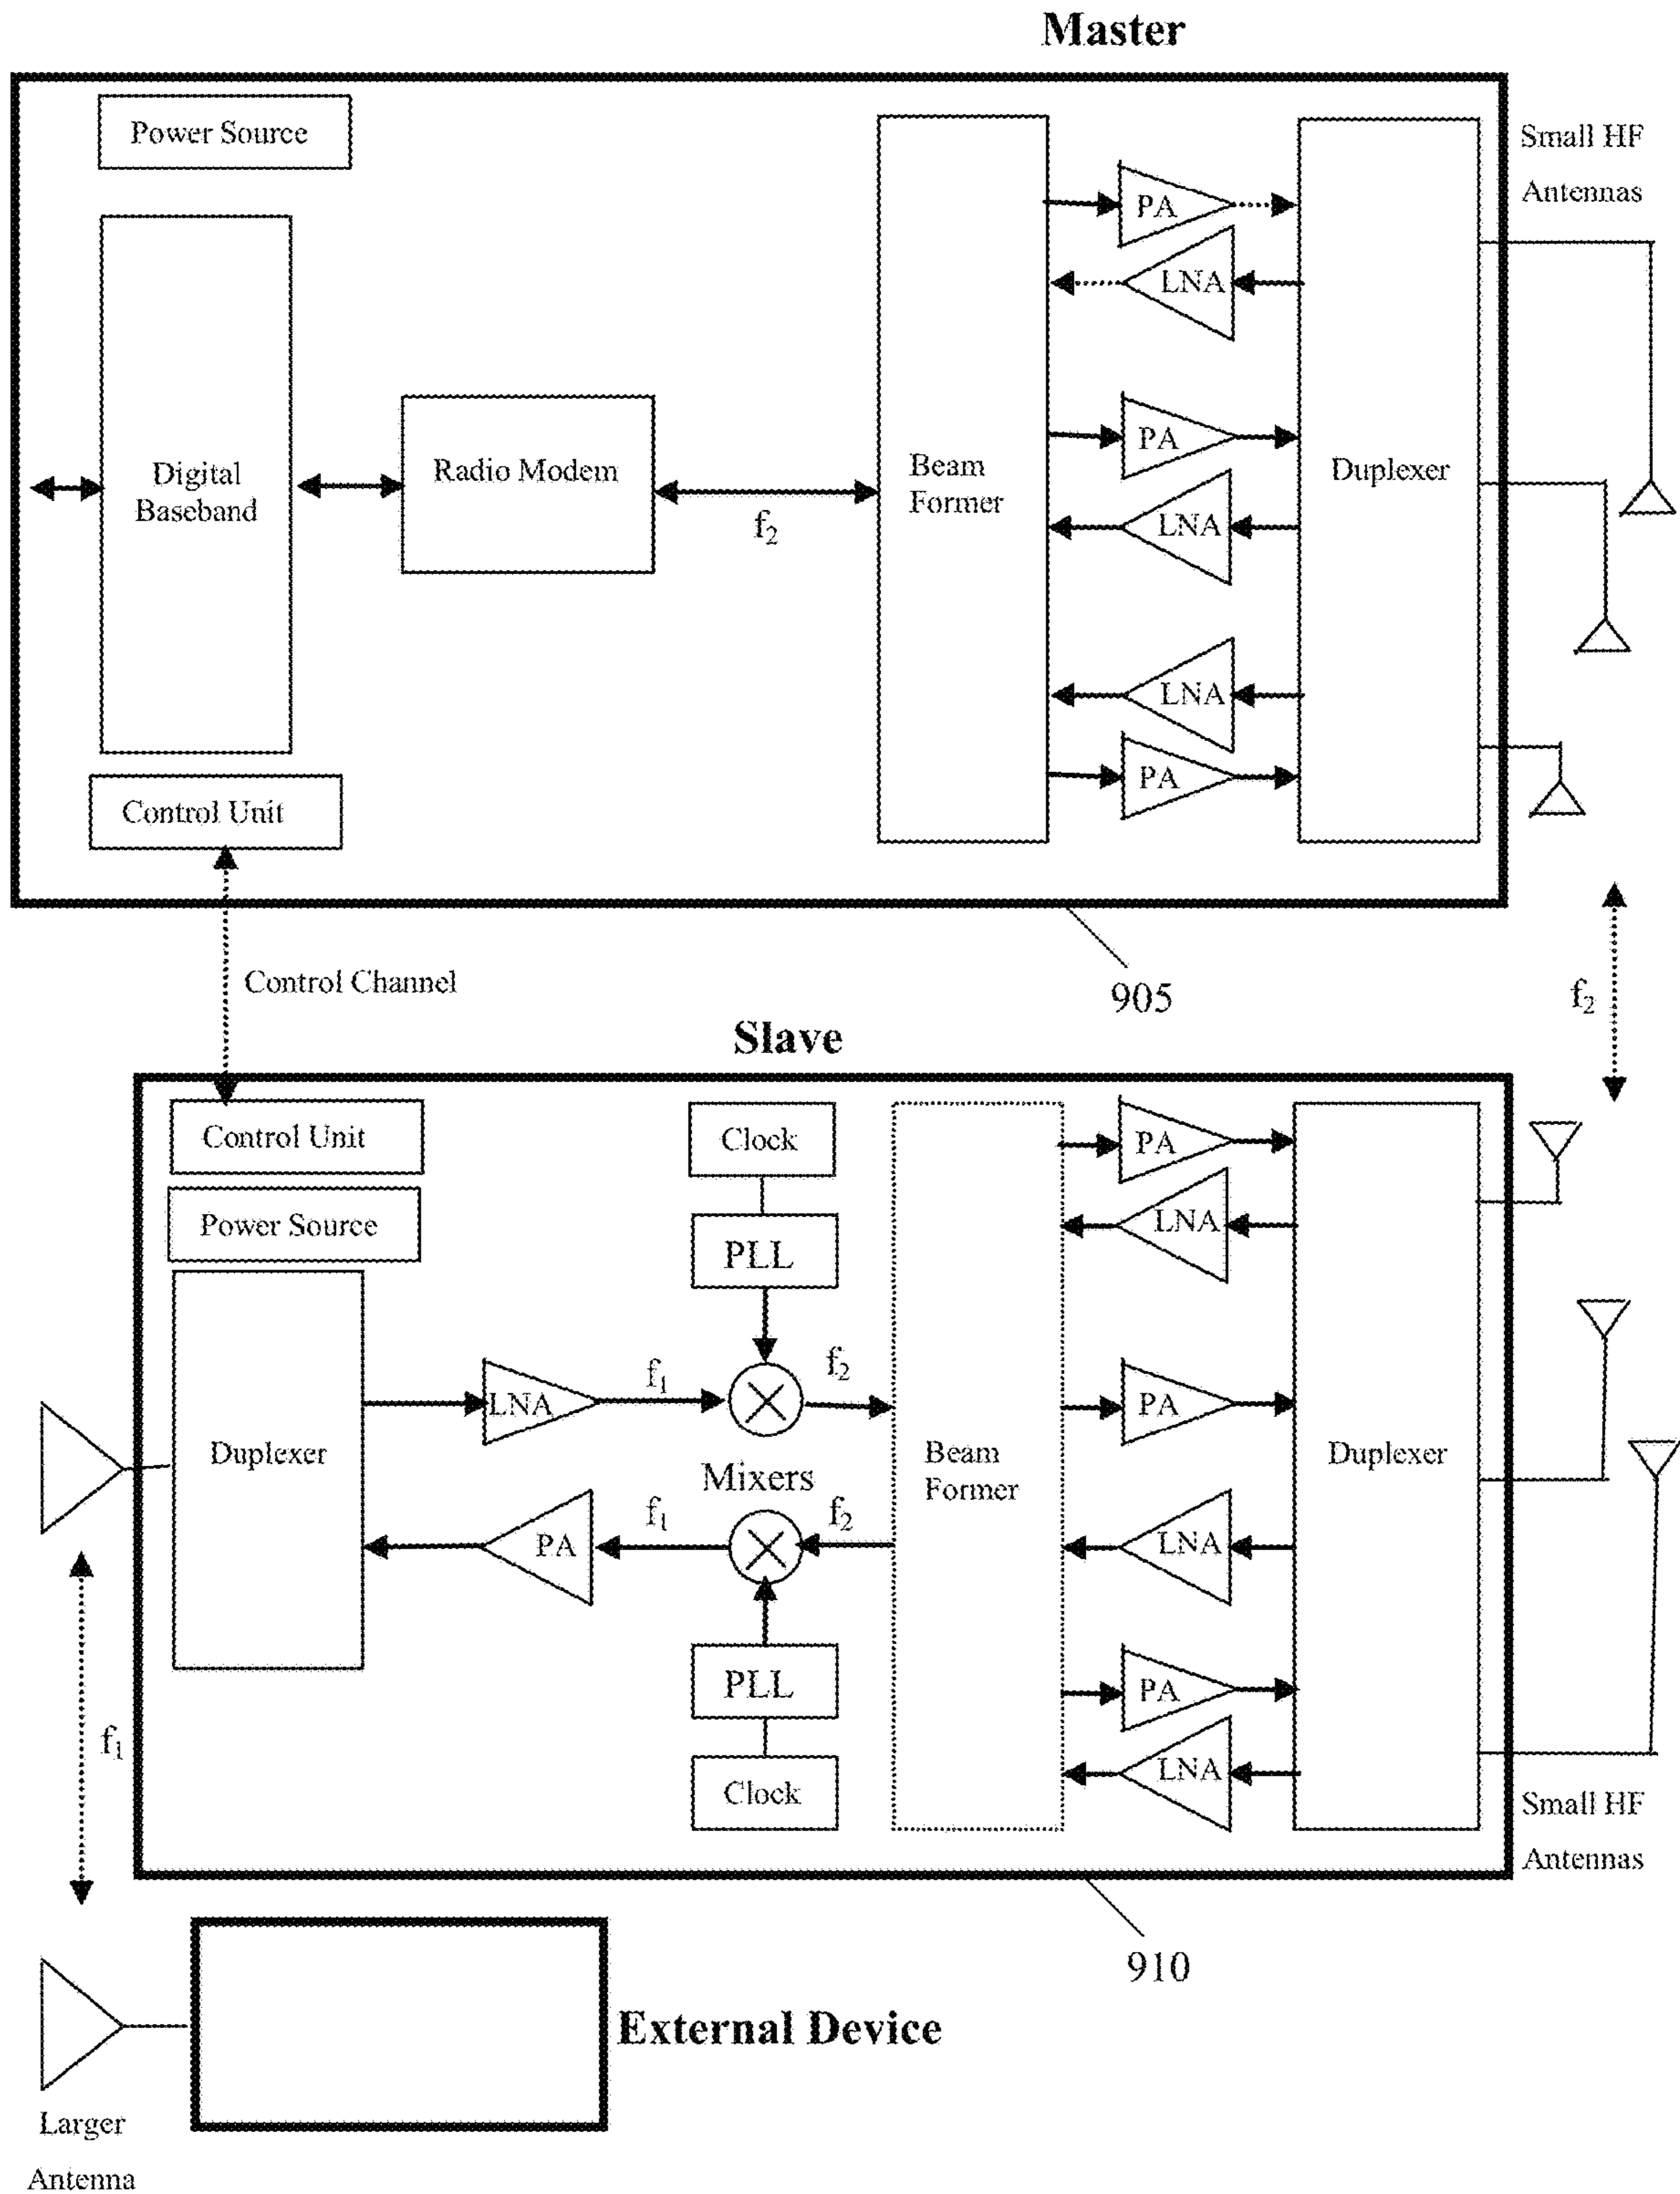 Master
Power Source
Small HF
Antennas
PA
LNA
Digital
Baseband
Radio Modem
f₂
Beam
Former
PA
LNA
Duplexer
LNA
PA
Control Unit
Control Channel
905
f₂
Slave
Control Unit
Power Source
Clock
PLL
PA
LNA
Duplexer
LNA
f₁
f₂
Mixers
PA
f₁
f₂
Beam
Former
PA
LNA
Duplexer
PLL
Clock
PA
LNA
f₁
Small HF
Antennas
910
External Device
Larger
Antenna